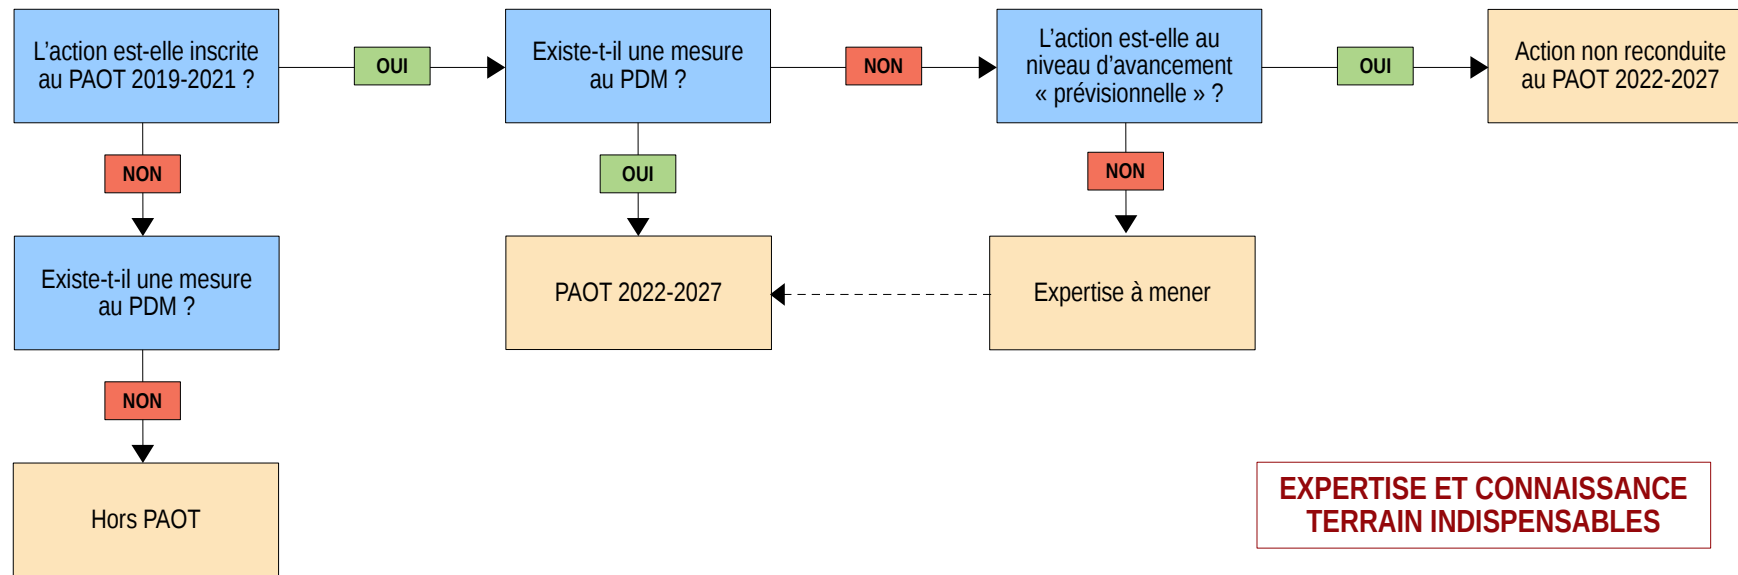 L’action est-elle inscrite
au PAOT 2019-2021 ?
OUI
Existe-t-il une mesure
au PDM ?
NON
L’action est-elle au
niveau d’avancement
« prévisionnelle » ?
OUI
Action non reconduite
au PAOT 2022-2027
NON
OUI
NON
Existe-t-il une mesure
au PDM ?
PAOT 2022-2027
Expertise à mener
NON
Hors PAOT
EXPERTISE ET CONNAISSANCE
TERRAIN INDISPENSABLES